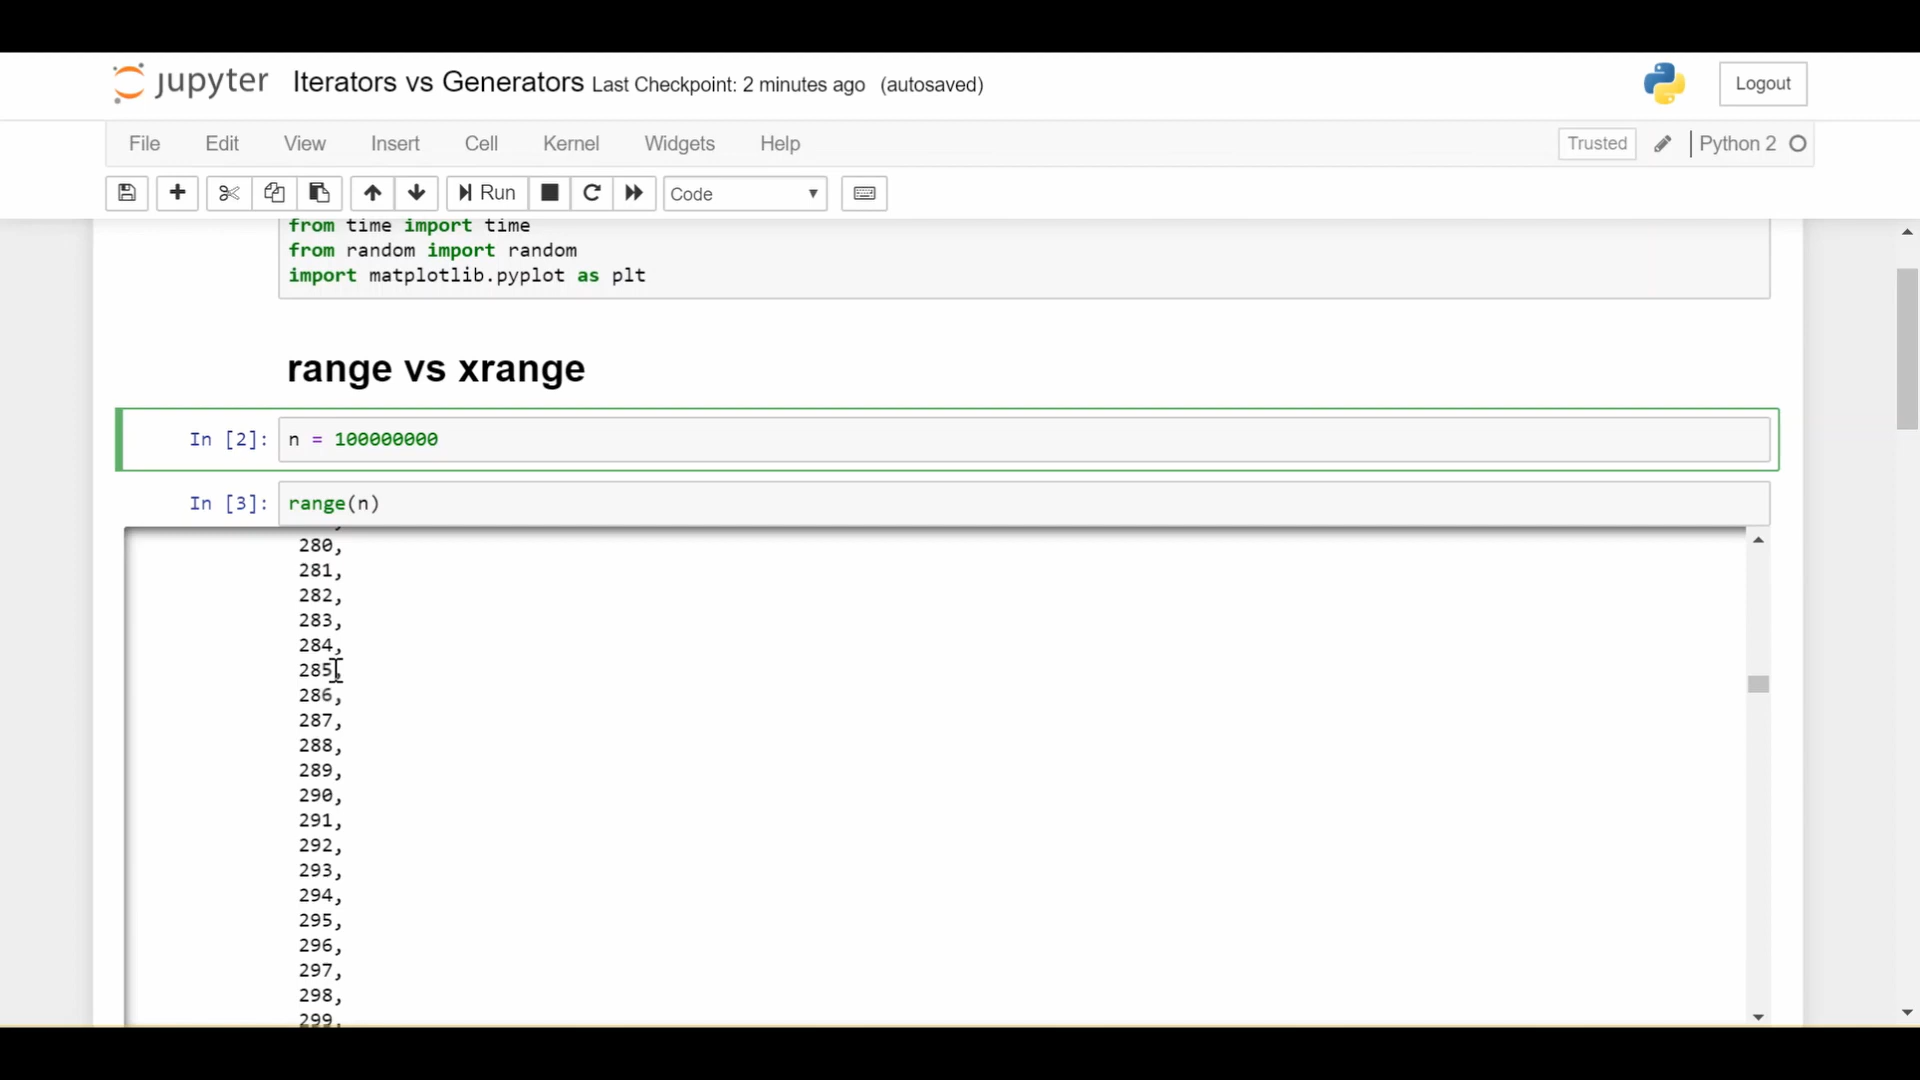 jupyter Iterators vs Generators Last Checkpoint: 2 minutes ago (autosaved) Logout
File Edit View Insert Cell Kernel Widgets Help Trusted Python 2
Run Code
from time import time
from random import random
import matplotlib.pyplot as plt
range vs xrange
In [2]: n = 100000000
In [3]: range(n)
280,
281,
282,
283,
284,
285,
286,
287,
288,
289,
290,
291,
292,
293,
294,
295,
296,
297,
298,
299,